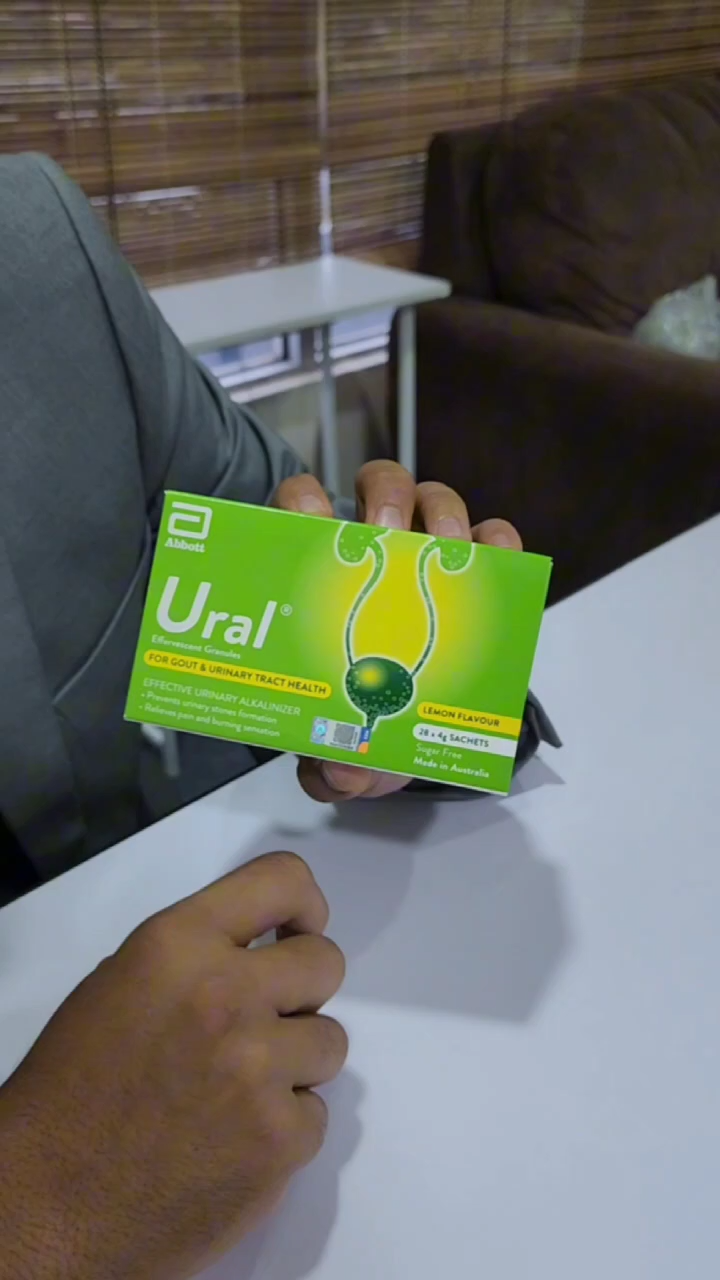 Abbott
Ural®
Effervescent Granules
FOR GOUT & URINARY TRACT HEALTH
EFFECTIVE URINARY ALKALINIZER
• Prevents urinary stones formation
• Relieves pain and burning sensation
LEMON FLAVOUR
28 x 4g SACHETS
Sugar Free
Made in Australia